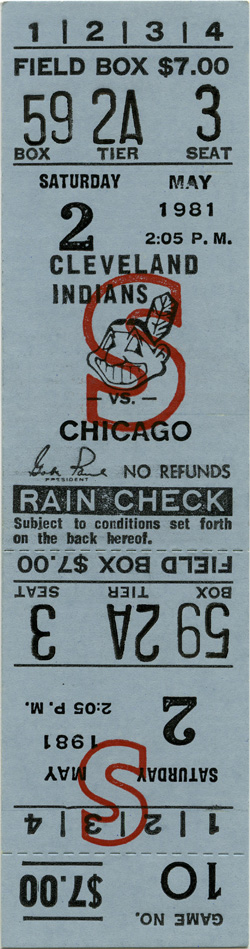 1 | 2 | 3 | 4
FIELD BOX $7.00
59 2A 3
BOX TIER SEAT
SATURDAY MAY
2 1981
2:05 P. M.
CLEVELAND
INDIANS
S
— VS. —
CHICAGO
PRESIDENT
NO REFUNDS
RAIN CHECK
Subject to conditions set forth
on the back hereof.
FIELD BOX $7.00
BOX TIER SEAT
59 2A 3
2 2:05 P. M.
1981
SATURDAY MAY
S
1 | 2 | 3 | 4
GAME NO.
10 $7.00